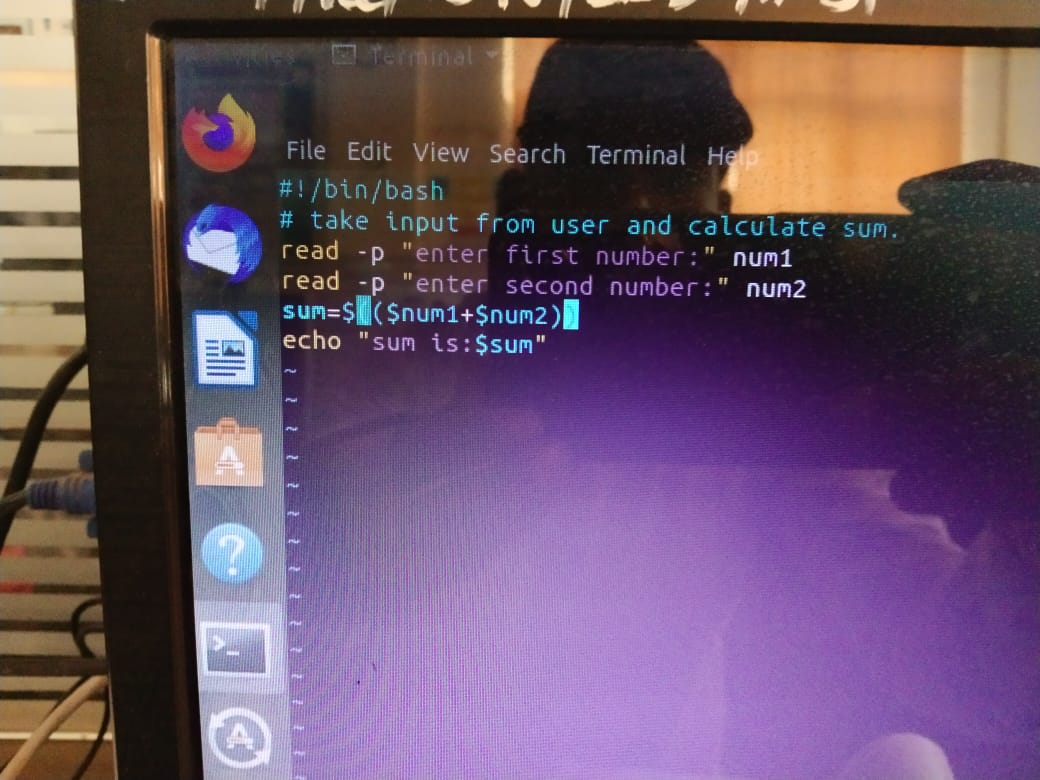 Terminal
File Edit View Search Terminal Help
#!/bin/bash
# take input from user and calculate sum.
read -p "enter first number:" num1
read -p "enter second number:" num2
sum=$(($num1+$num2))
echo "sum is:$sum"
~
~
~
~
~
~
~
~
~
~
~
~
~
~